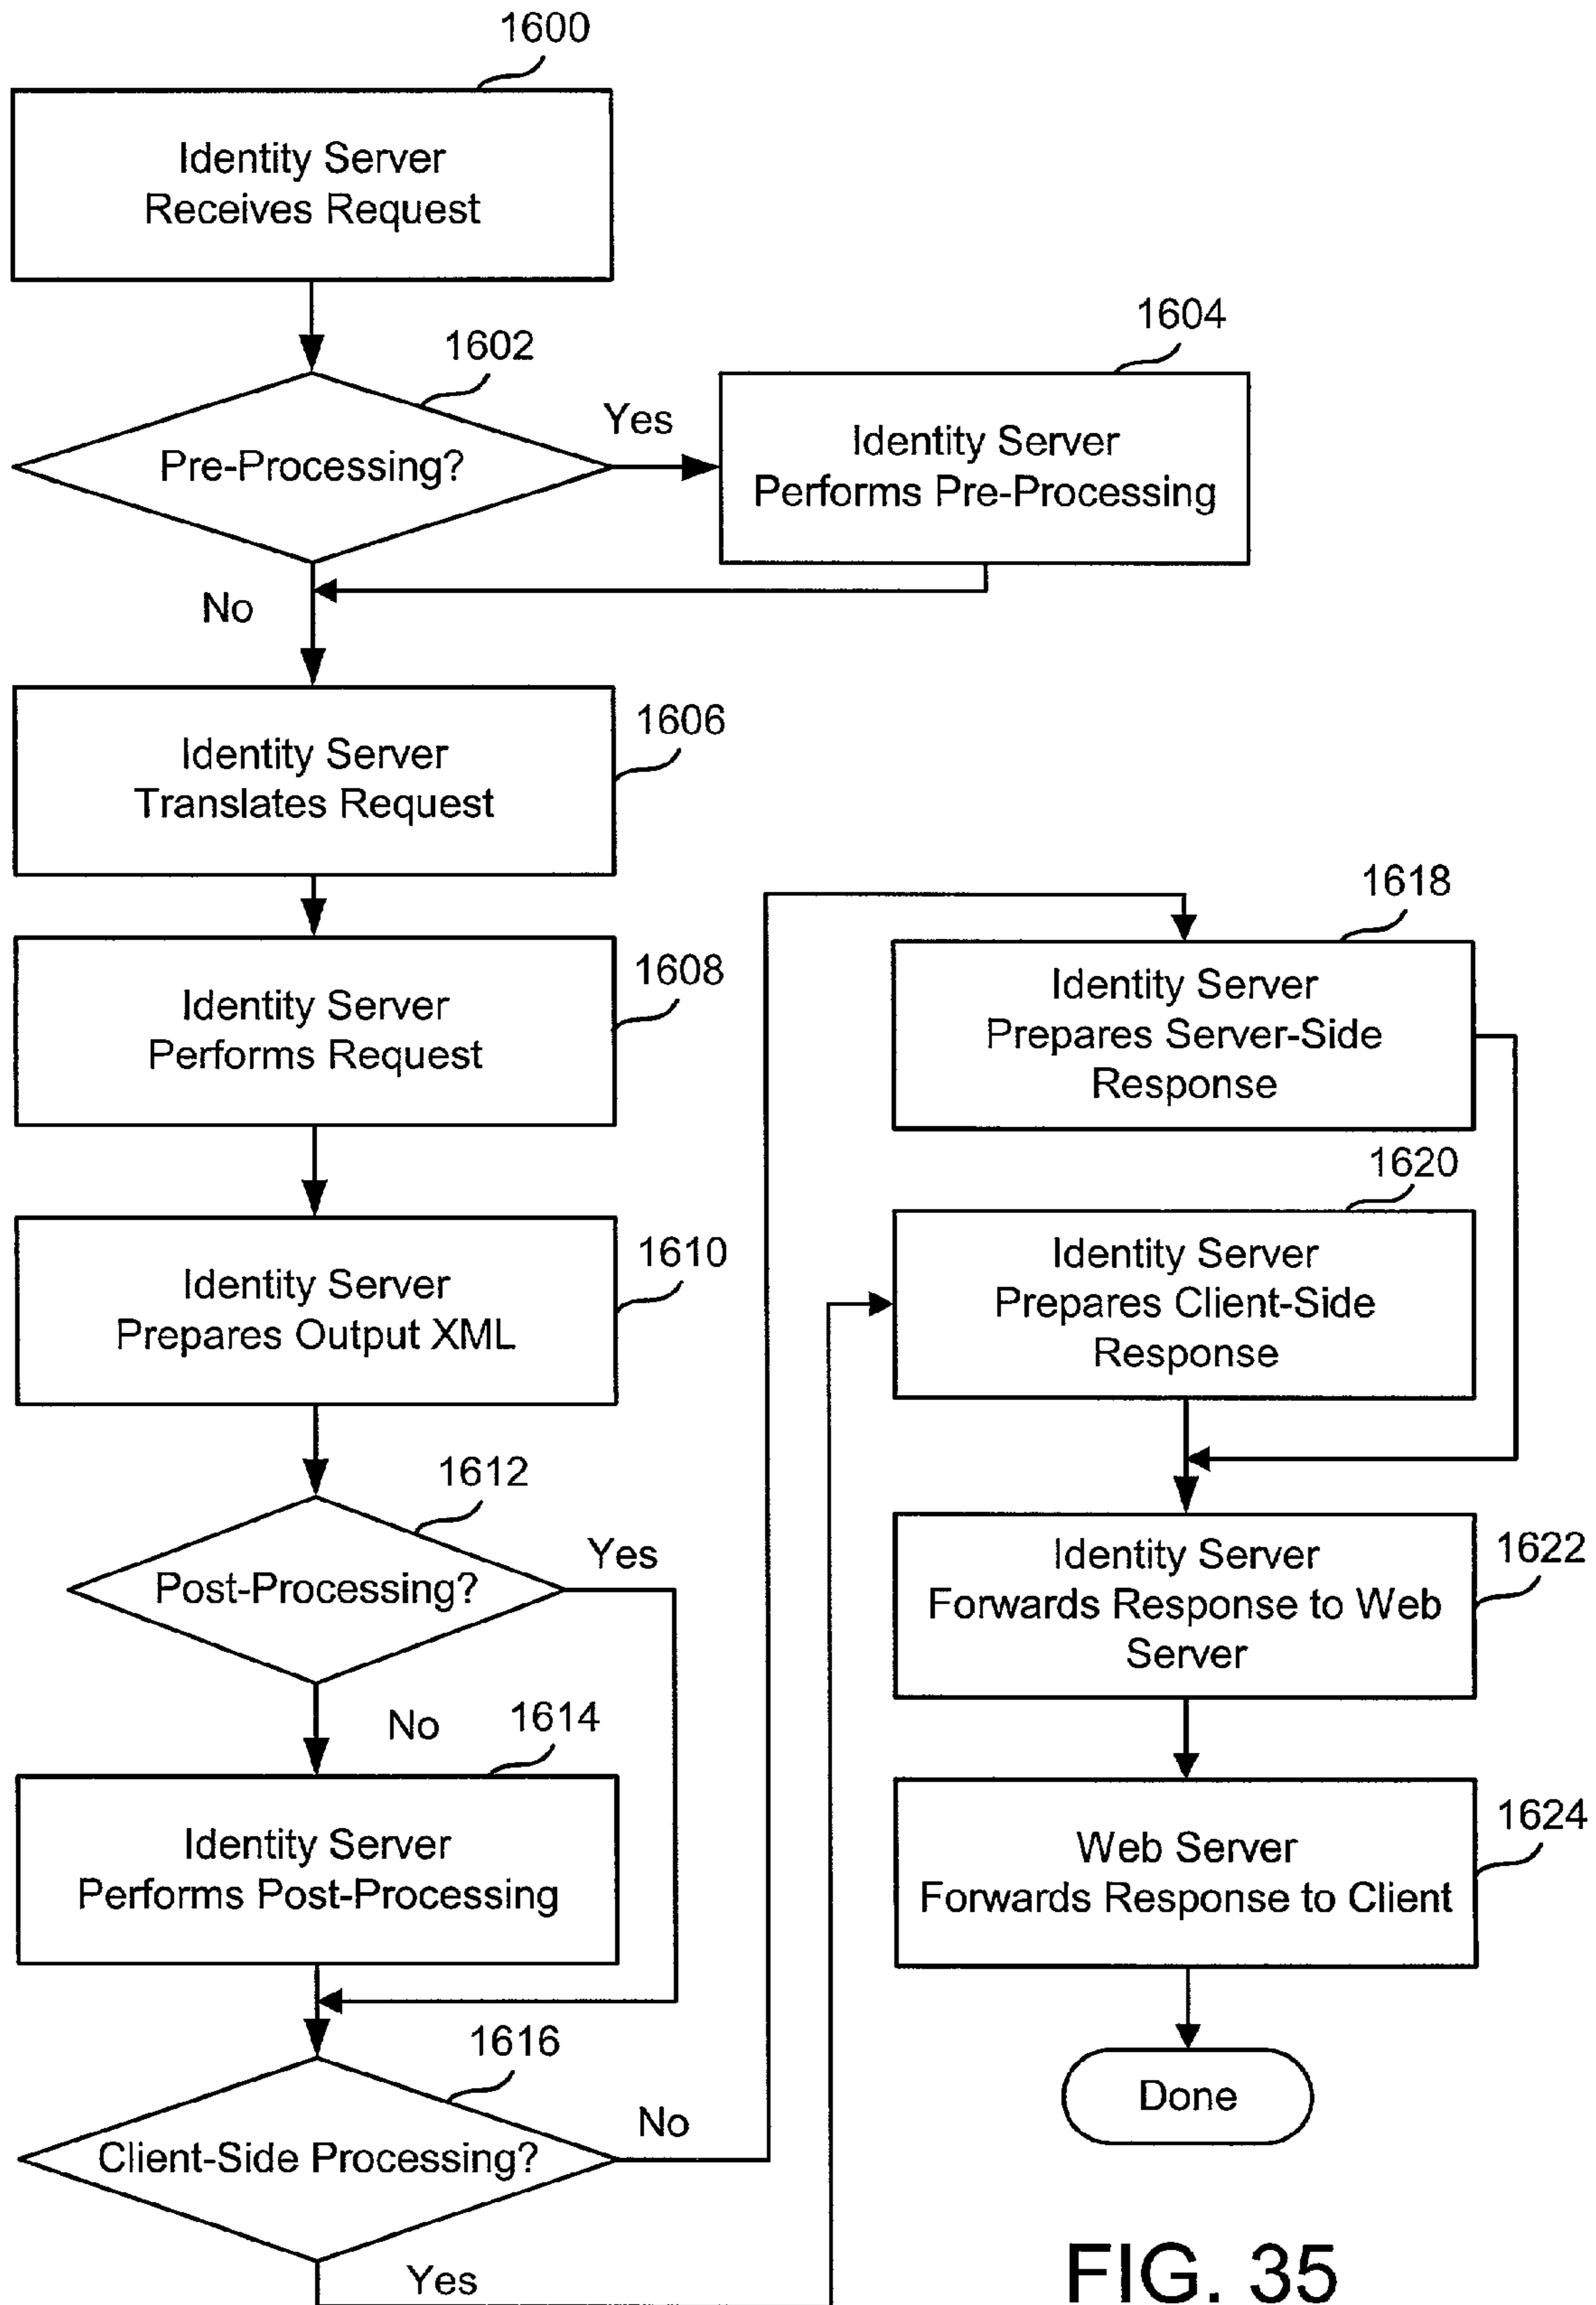 1600
Identity Server
Receives Request
1602
Pre-Processing?
Yes
No
1604
Identity Server
Performs Pre-Processing
1606
Identity Server
Translates Request
1608
Identity Server
Performs Request
1610
Identity Server
Prepares Output XML
1612
Post-Processing?
Yes
No
1614
Identity Server
Performs Post-Processing
1616
Client-Side Processing?
No
Yes
1618
Identity Server
Prepares Server-Side
Response
1620
Identity Server
Prepares Client-Side
Response
1622
Identity Server
Forwards Response to Web
Server
1624
Web Server
Forwards Response to Client
Done
FIG. 35